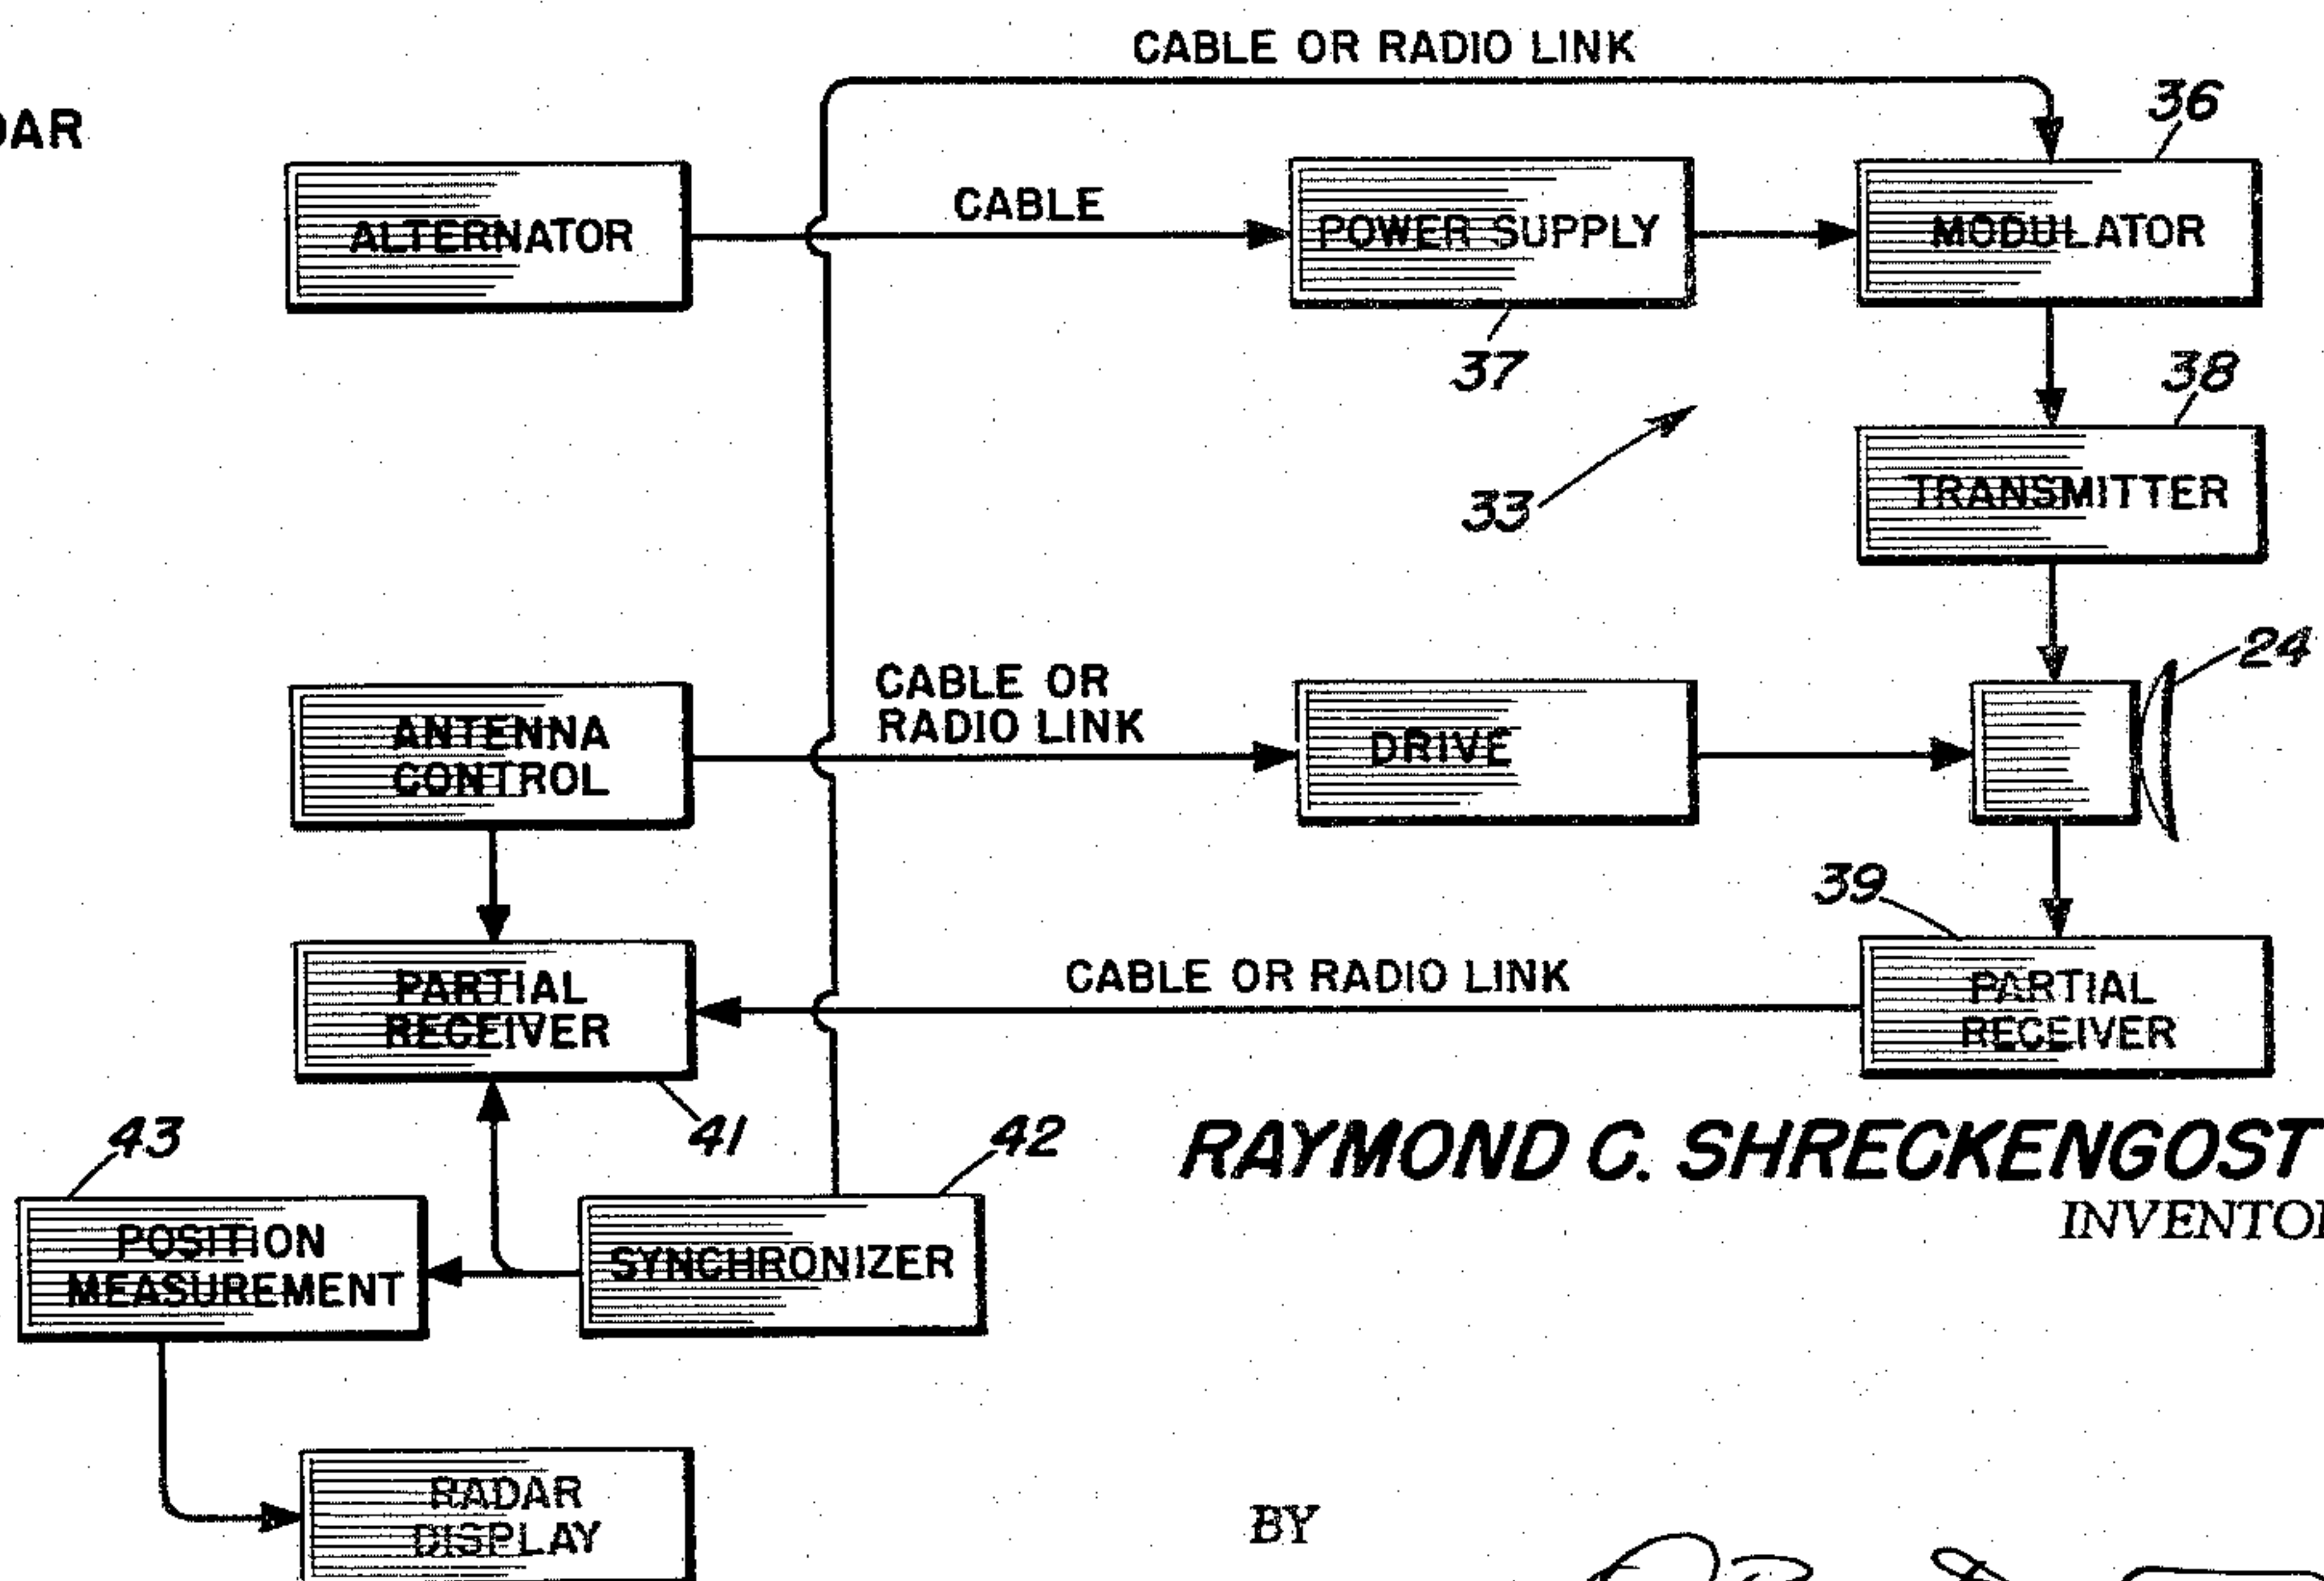 CABLE OR RADIO LINK
36
DAR
ALTERNATOR
CABLE
POWER SUPPLY
MODULATOR
37
38
33
TRANSMITTER
24
CABLE OR
RADIO LINK
ANTENNA
CONTROL
DRIVE
39
PARTIAL
RECEIVER
CABLE OR RADIO LINK
PARTIAL
RECEIVER
43
41
42
RAYMOND C. SHRECKENGOST
INVENTOR
POSITION
MEASUREMENT
SYNCHRONIZER
RADAR
DISPLAY
BY